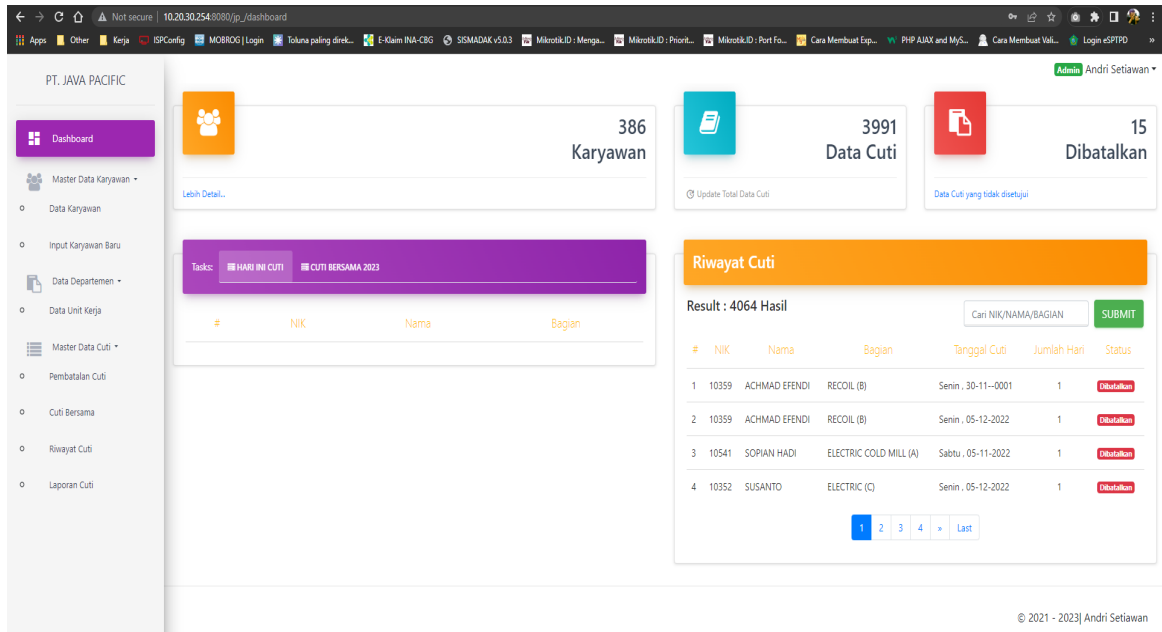 Not secure | 10.20.30.254:8080/jp_/dashboard
Apps Other Kerja ISPConfig MOBROG | Login Toluna paling direk... E-Klaim INA-CBG SISMADAK v5.0.3 Mikrotik.ID : Menga... Mikrotik.ID : Priorit... Mikrotik.ID : Port Fo... Cara Membuat Exp... PHP AJAX and MyS... Cara Membuat Vali... Login eSPTPD »
PT. JAVA PACIFIC
Admin Andri Setiawan
Dashboard
Master Data Karyawan
Data Karyawan
Input Karyawan Baru
Data Departemen
Data Unit Kerja
Master Data Cuti
Pembatalan Cuti
Cuti Bersama
Riwayat Cuti
Laporan Cuti
386
Karyawan
Lebih Detail...
3991
Data Cuti
Update Total Data Cuti
15
Dibatalkan
Data Cuti yang tidak disetujui
Tasks: HARI INI CUTI CUTI BERSAMA 2023
# NIK Nama Bagian
Riwayat Cuti
Result : 4064 Hasil
Cari NIK/NAMA/BAGIAN SUBMIT
# NIK Nama Bagian Tanggal Cuti Jumlah Hari Status
1 10359 ACHMAD EFENDI RECOIL (B) Senin , 30-11--0001 1 Dibatalkan
2 10359 ACHMAD EFENDI RECOIL (B) Senin , 05-12-2022 1 Dibatalkan
3 10541 SOPIAN HADI ELECTRIC COLD MILL (A) Sabtu , 05-11-2022 1 Dibatalkan
4 10352 SUSANTO ELECTRIC (C) Senin , 05-12-2022 1 Dibatalkan
1 2 3 4 » Last
© 2021 - 2023| Andri Setiawan